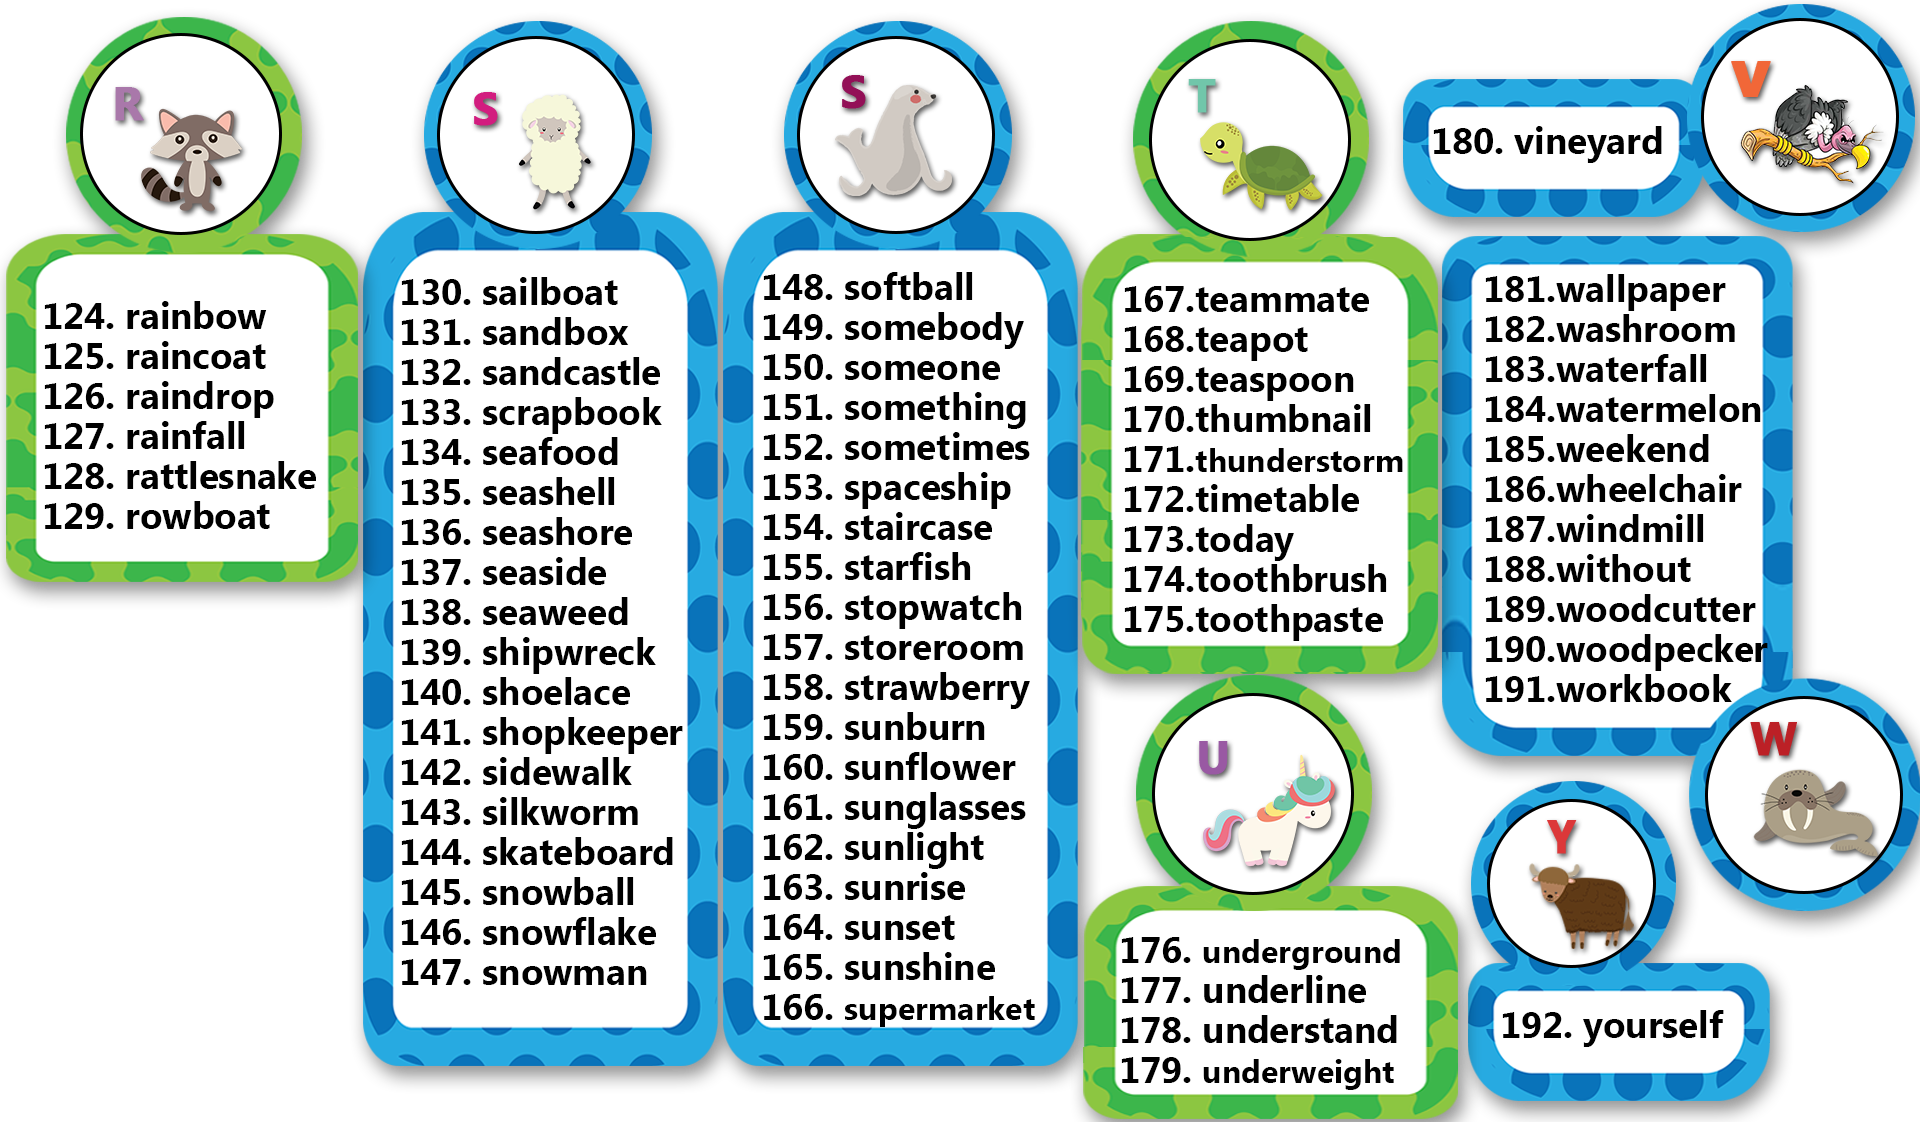 R
124. rainbow
125. raincoat
126. raindrop
127. rainfall
128. rattlesnake
129. rowboat
S
130. sailboat
131. sandbox
132. sandcastle
133. scrapbook
134. seafood
135. seashell
136. seashore
137. seaside
138. seaweed
139. shipwreck
140. shoelace
141. shopkeeper
142. sidewalk
143. silkworm
144. skateboard
145. snowball
146. snowflake
147. snowman
S
148. softball
149. somebody
150. someone
151. something
152. sometimes
153. spaceship
154. staircase
155. starfish
156. stopwatch
157. storeroom
158. strawberry
159. sunburn
160. sunflower
161. sunglasses
162. sunlight
163. sunrise
164. sunset
165. sunshine
166. supermarket
T
167.teammate
168.teapot
169.teaspoon
170.thumbnail
171.thunderstorm
172.timetable
173.today
174.toothbrush
175.toothpaste
U
176. underground
177. underline
178. understand
179. underweight
V
180. vineyard
181.wallpaper
182.washroom
183.waterfall
184.watermelon
185.weekend
186.wheelchair
187.windmill
188.without
189.woodcutter
190.woodpecker
191.workbook
W
Y
192. yourself